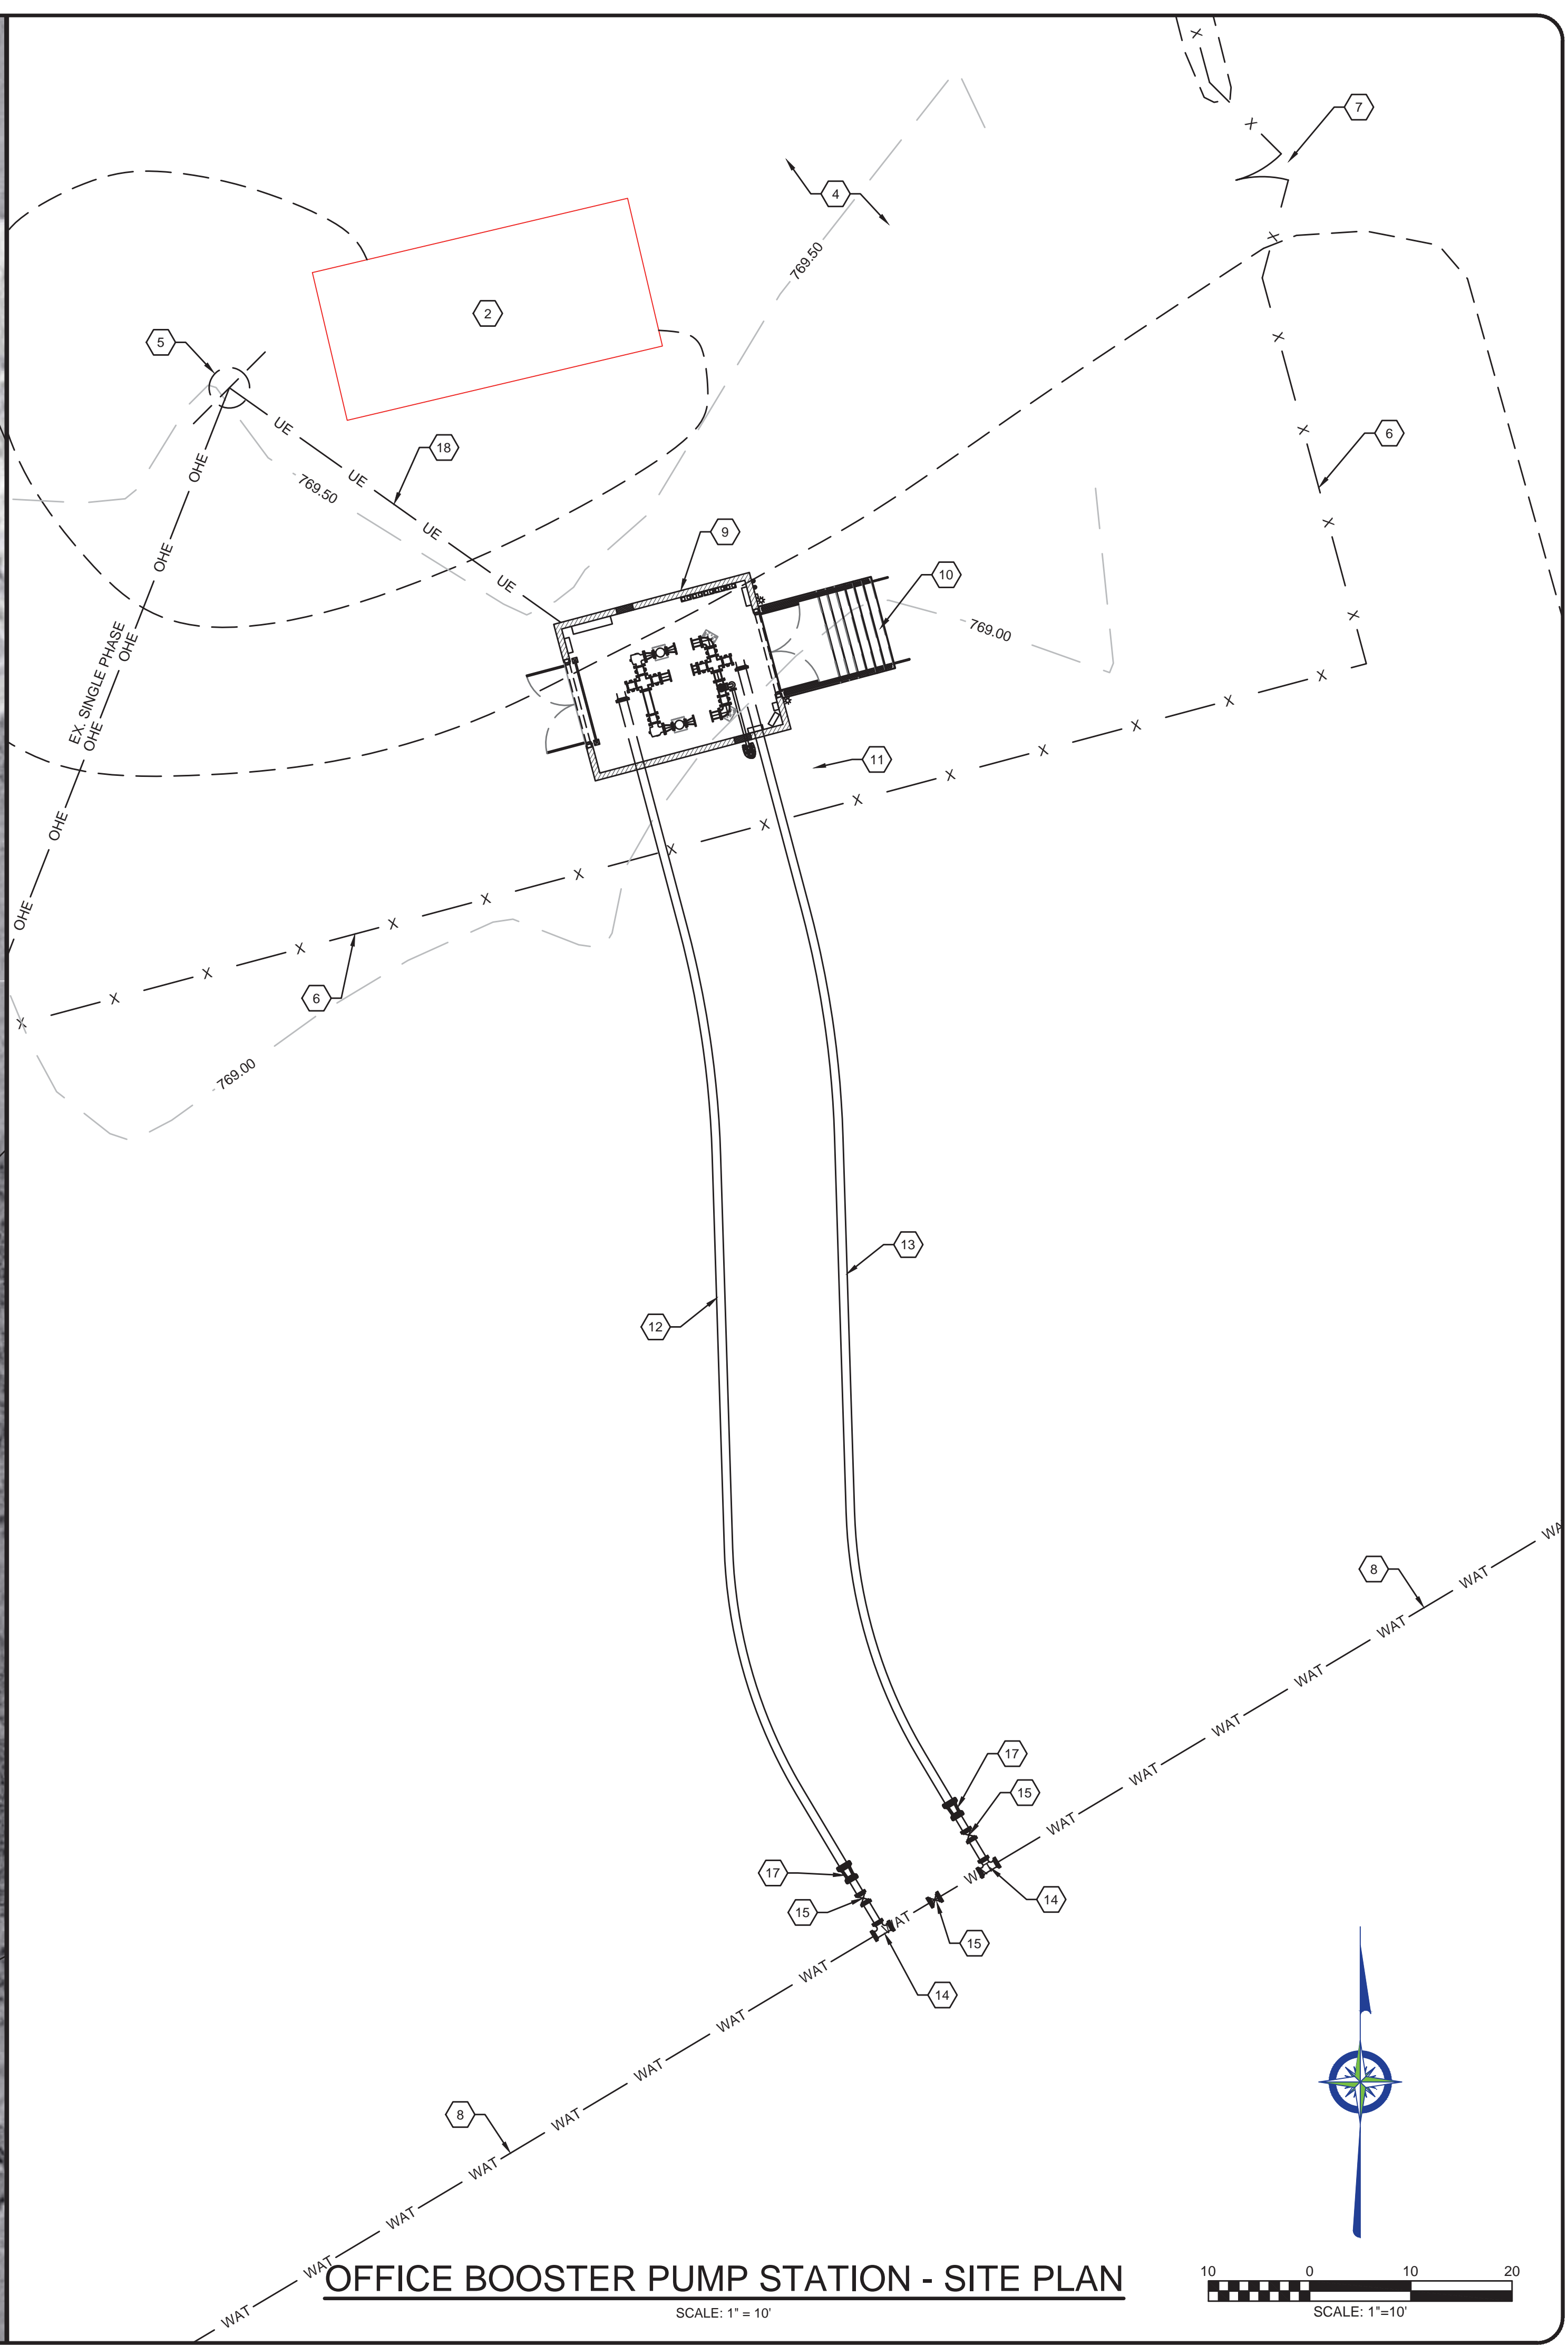 X
X
7
4
X
769.50
2
5
X
UE
18
X
6
OHE
UE
769.50
UE
9
X
OHE
UE
10
EX. SINGLE PHASE
OHE
769.00
X
OHE
X
X
X
11
X
X
OHE
X
X
X
X
OHE
X
X
X
6
X
X
X
769.00
13
12
WA
8
WAT
WAT
WAT
WAT
17
WAT
15
WAT
17
W
14
15
WAT
15
WAT
14
WAT
WAT
8
WAT
WAT
WAT
WAT
OFFICE BOOSTER PUMP STATION - SITE PLAN
SCALE: 1" = 10'
10 0 10 20
SCALE: 1"=10'
WAT